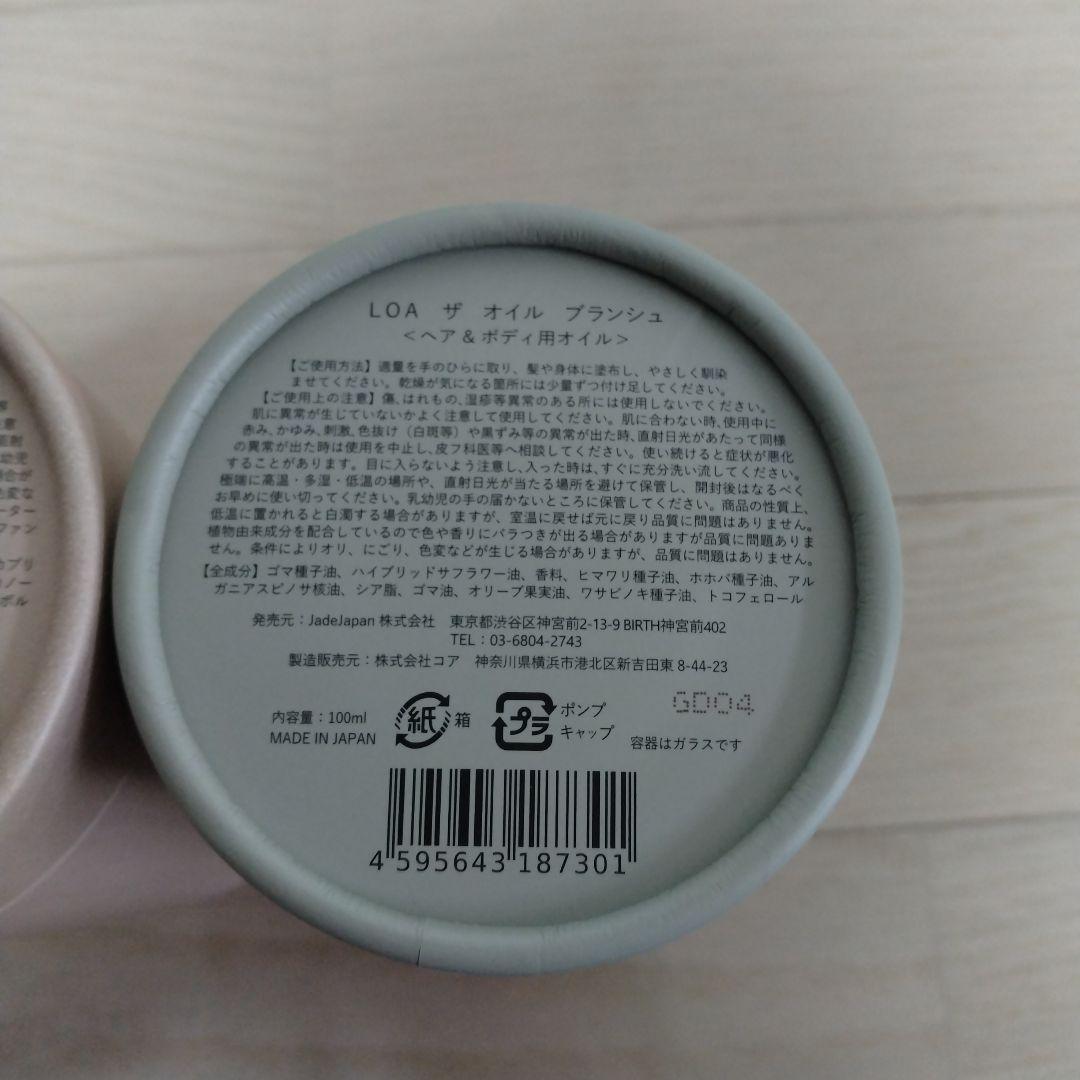 LOA ザ オイル ブランシュ
＜ヘア＆ボディ用オイル＞
【ご使用方法】適量を手のひらに取り、髪や身体に塗布し、やさしく馴染
ませてください。乾燥が気になる箇所には少量ずつ付け足してください。
【ご使用上の注意】傷、はれもの、湿疹等異常のある所には使用しないでください。
肌に異常が生じていないかよく注意して使用してください。肌に合わない時、使用中に
赤み、かゆみ、刺激、色抜け（白斑等）や黒ずみ等の異常が出た時、直射日光があたって同様
の異常が出た時は使用を中止し、皮フ科医等へ相談してください。使い続けると症状が悪化
することがあります。目に入らないよう注意し、入った時は、すぐに充分洗い流してください。
極端に高温・多湿・低温の場所や、直射日光が当たる場所を避けて保管し、開封後はなるべく
お早めに使い切ってください。乳幼児の手の届かないところに保管してください。商品の性質上、
低温に置かれると白濁する場合がありますが、室温に戻せば元に戻り品質に問題はありません。
植物由来成分を配合しているので色や香りにバラつきが出る場合がありますが品質に問題ありま
せん。条件によりオリ、にごり、色変などが生じる場合がありますが、品質に問題はありません。
【全成分】ゴマ種子油、ハイブリッドサフラワー油、香料、ヒマワリ種子油、ホホバ種子油、アル
ガニアスピノサ核油、シア脂、ゴマ油、オリーブ果実油、ワサビノキ種子油、トコフェロール
発売元：JadeJapan 株式会社 東京都渋谷区神宮前2-13-9 BIRTH神宮前402
TEL：03-6804-2743
製造販売元：株式会社コア 神奈川県横浜市港北区新吉田東 8-44-23
内容量：100ml
MADE IN JAPAN
紙 箱
プラ ポンプ
キャップ
GD04
容器はガラスです
4 595643 187301